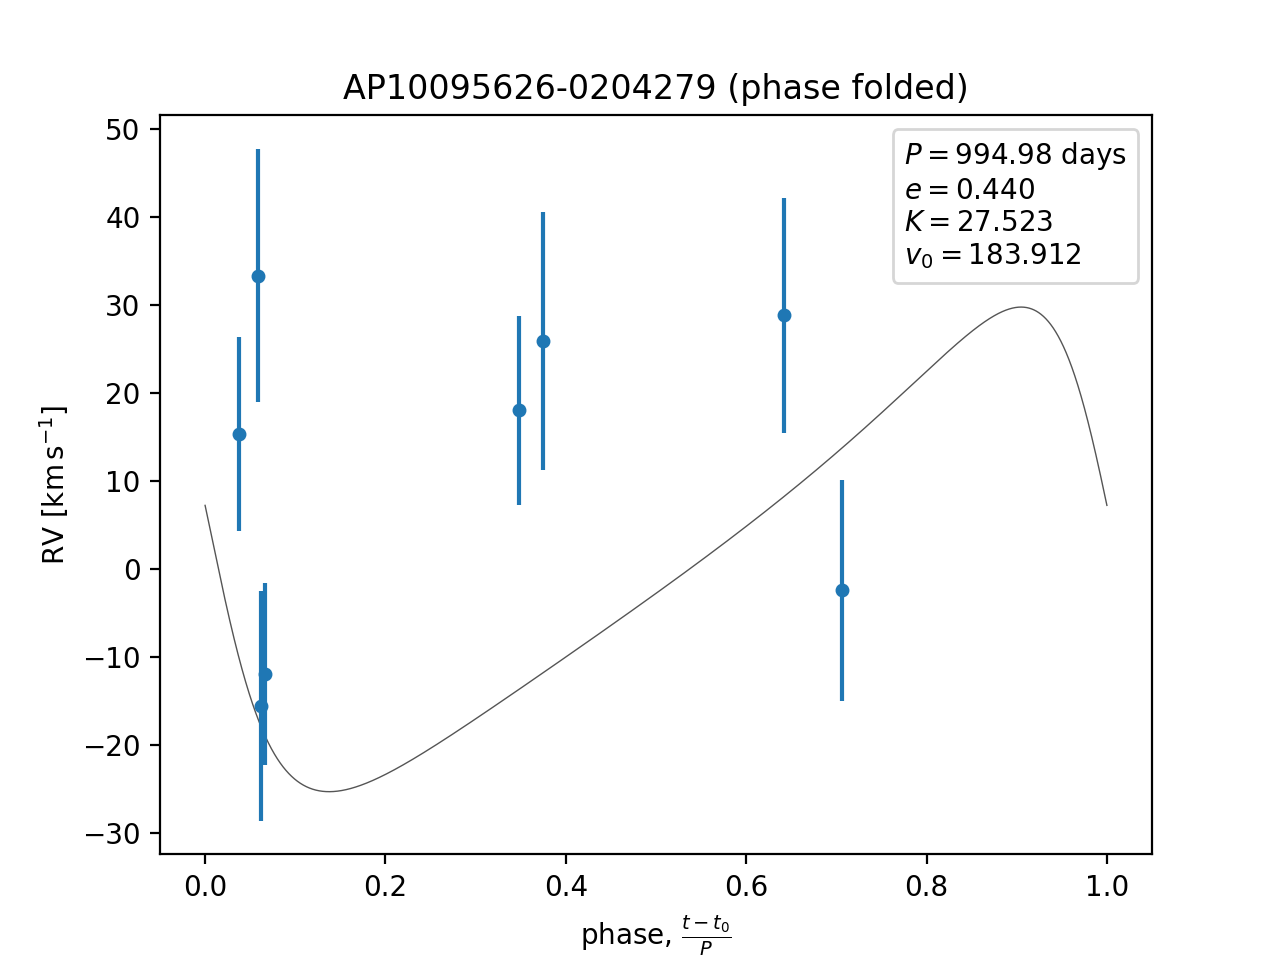 AP10095626-0204279 (phase folded)
P = 994.98 days
e = 0.440
K = 27.523
v₀ = 183.912
RV [km s⁻¹]
50
40
30
20
10
0
−10
−20
−30
0.0 0.2 0.4 0.6 0.8 1.0
phase, (t − t₀)/P